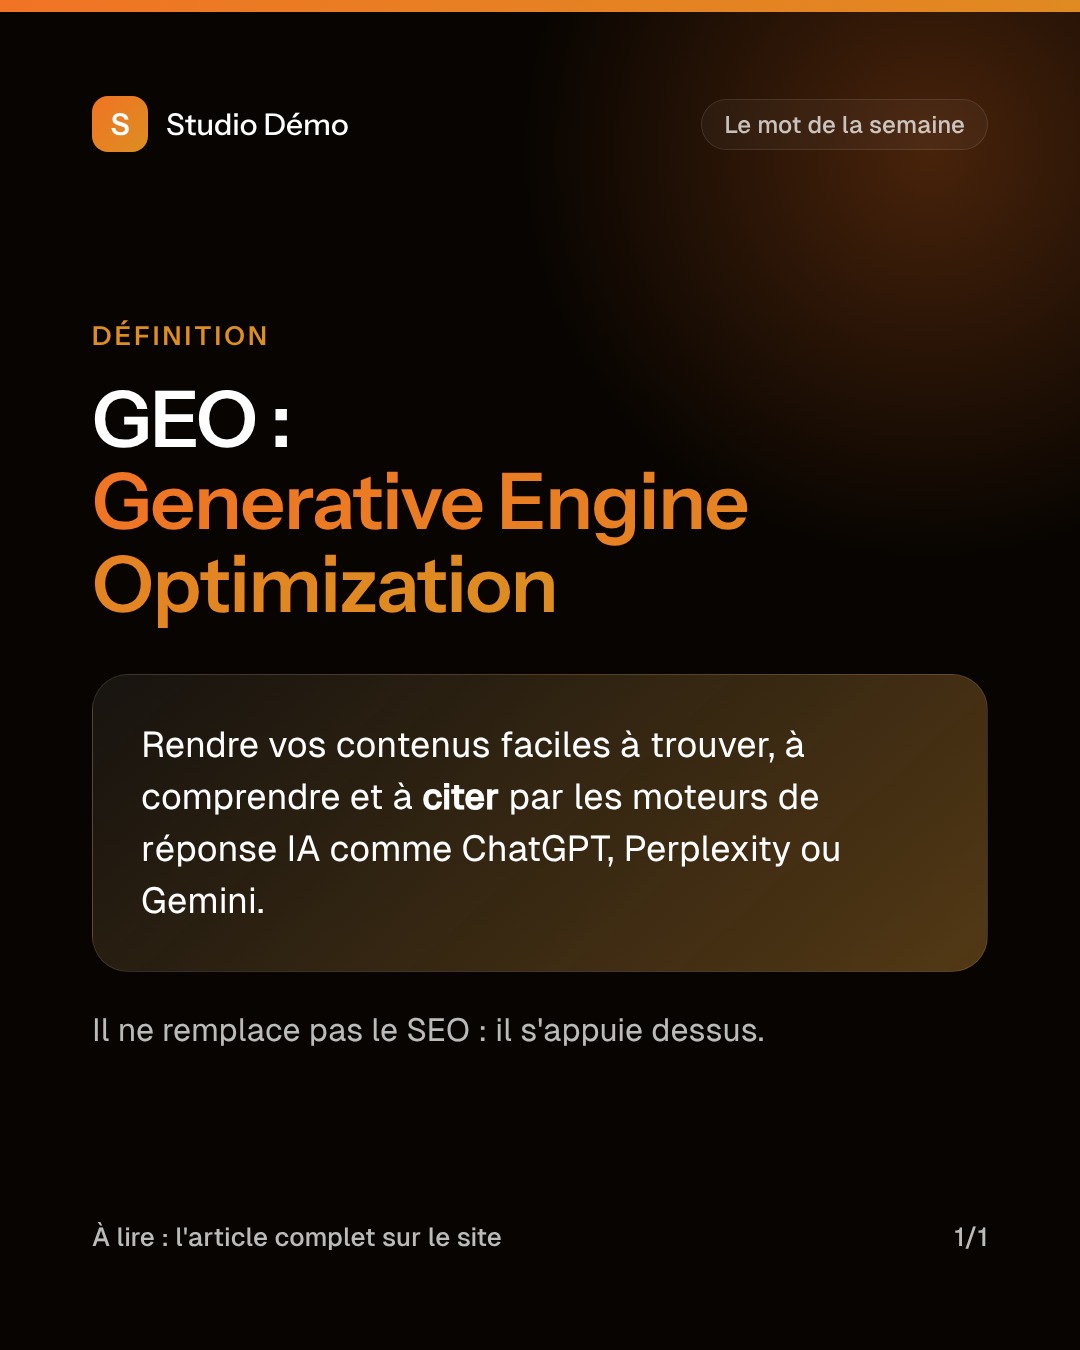 S Studio Démo
Le mot de la semaine
DÉFINITION
GEO :
Generative Engine
Optimization
Rendre vos contenus faciles à trouver, à
comprendre et à citer par les moteurs de
réponse IA comme ChatGPT, Perplexity ou
Gemini.
Il ne remplace pas le SEO : il s'appuie dessus.
À lire : l'article complet sur le site
1/1